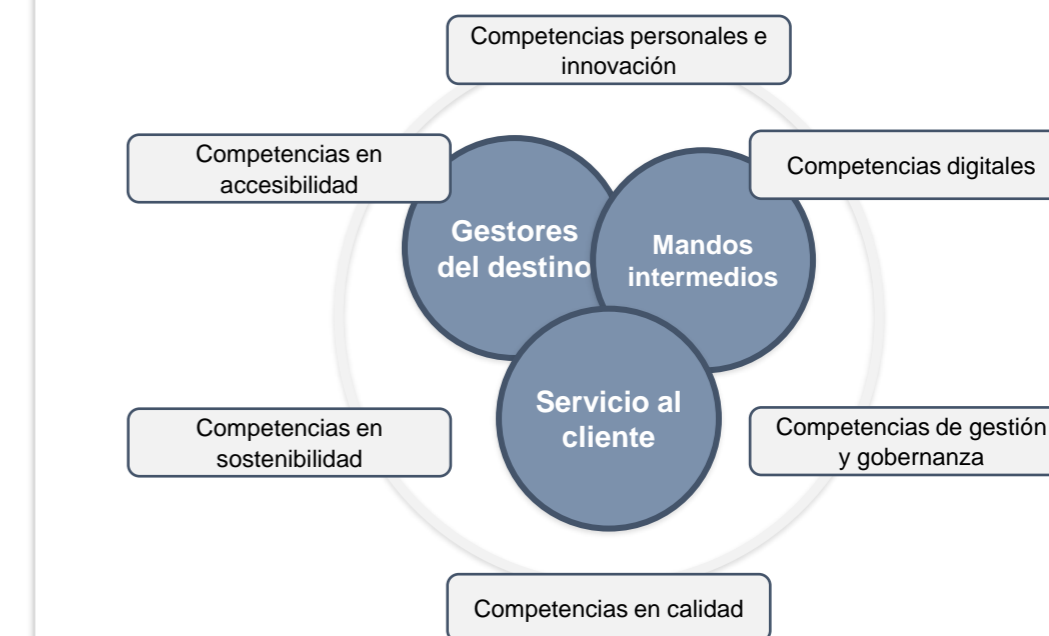 Competencias personales e
innovación
Competencias en
accesibilidad
Competencias digitales
Gestores
del destino
Mandos
intermedios
Servicio al
cliente
Competencias en
sostenibilidad
Competencias de gestión
y gobernanza
Competencias en calidad